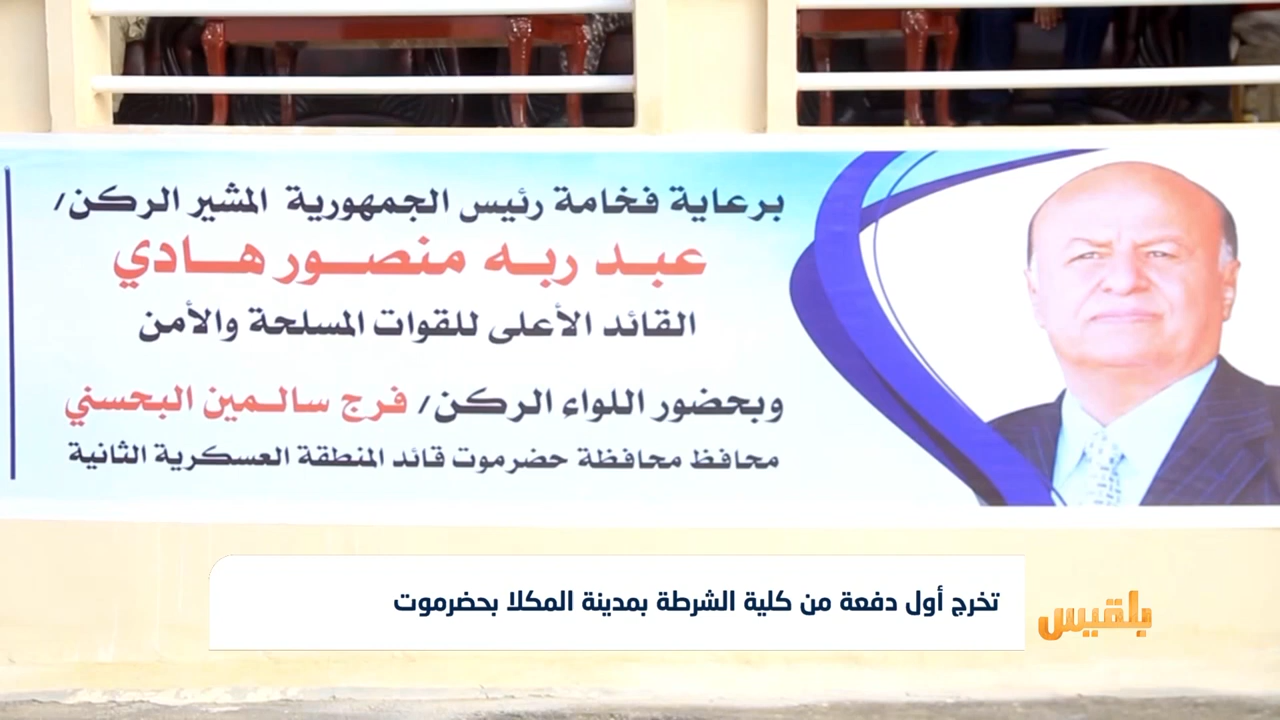 برعاية فخامة رئيس الجمهورية المشير الركن/
عبد ربه منصور هادي
القائد الأعلى للقوات المسلحة والأمن
وبحضور اللواء الركن/ فرج سالمين البحسني
محافظ محافظة حضرموت قائد المنطقة العسكرية الثانية
تخرج أول دفعة من كلية الشرطة بمدينة المكلا بحضرموت
بلقيس